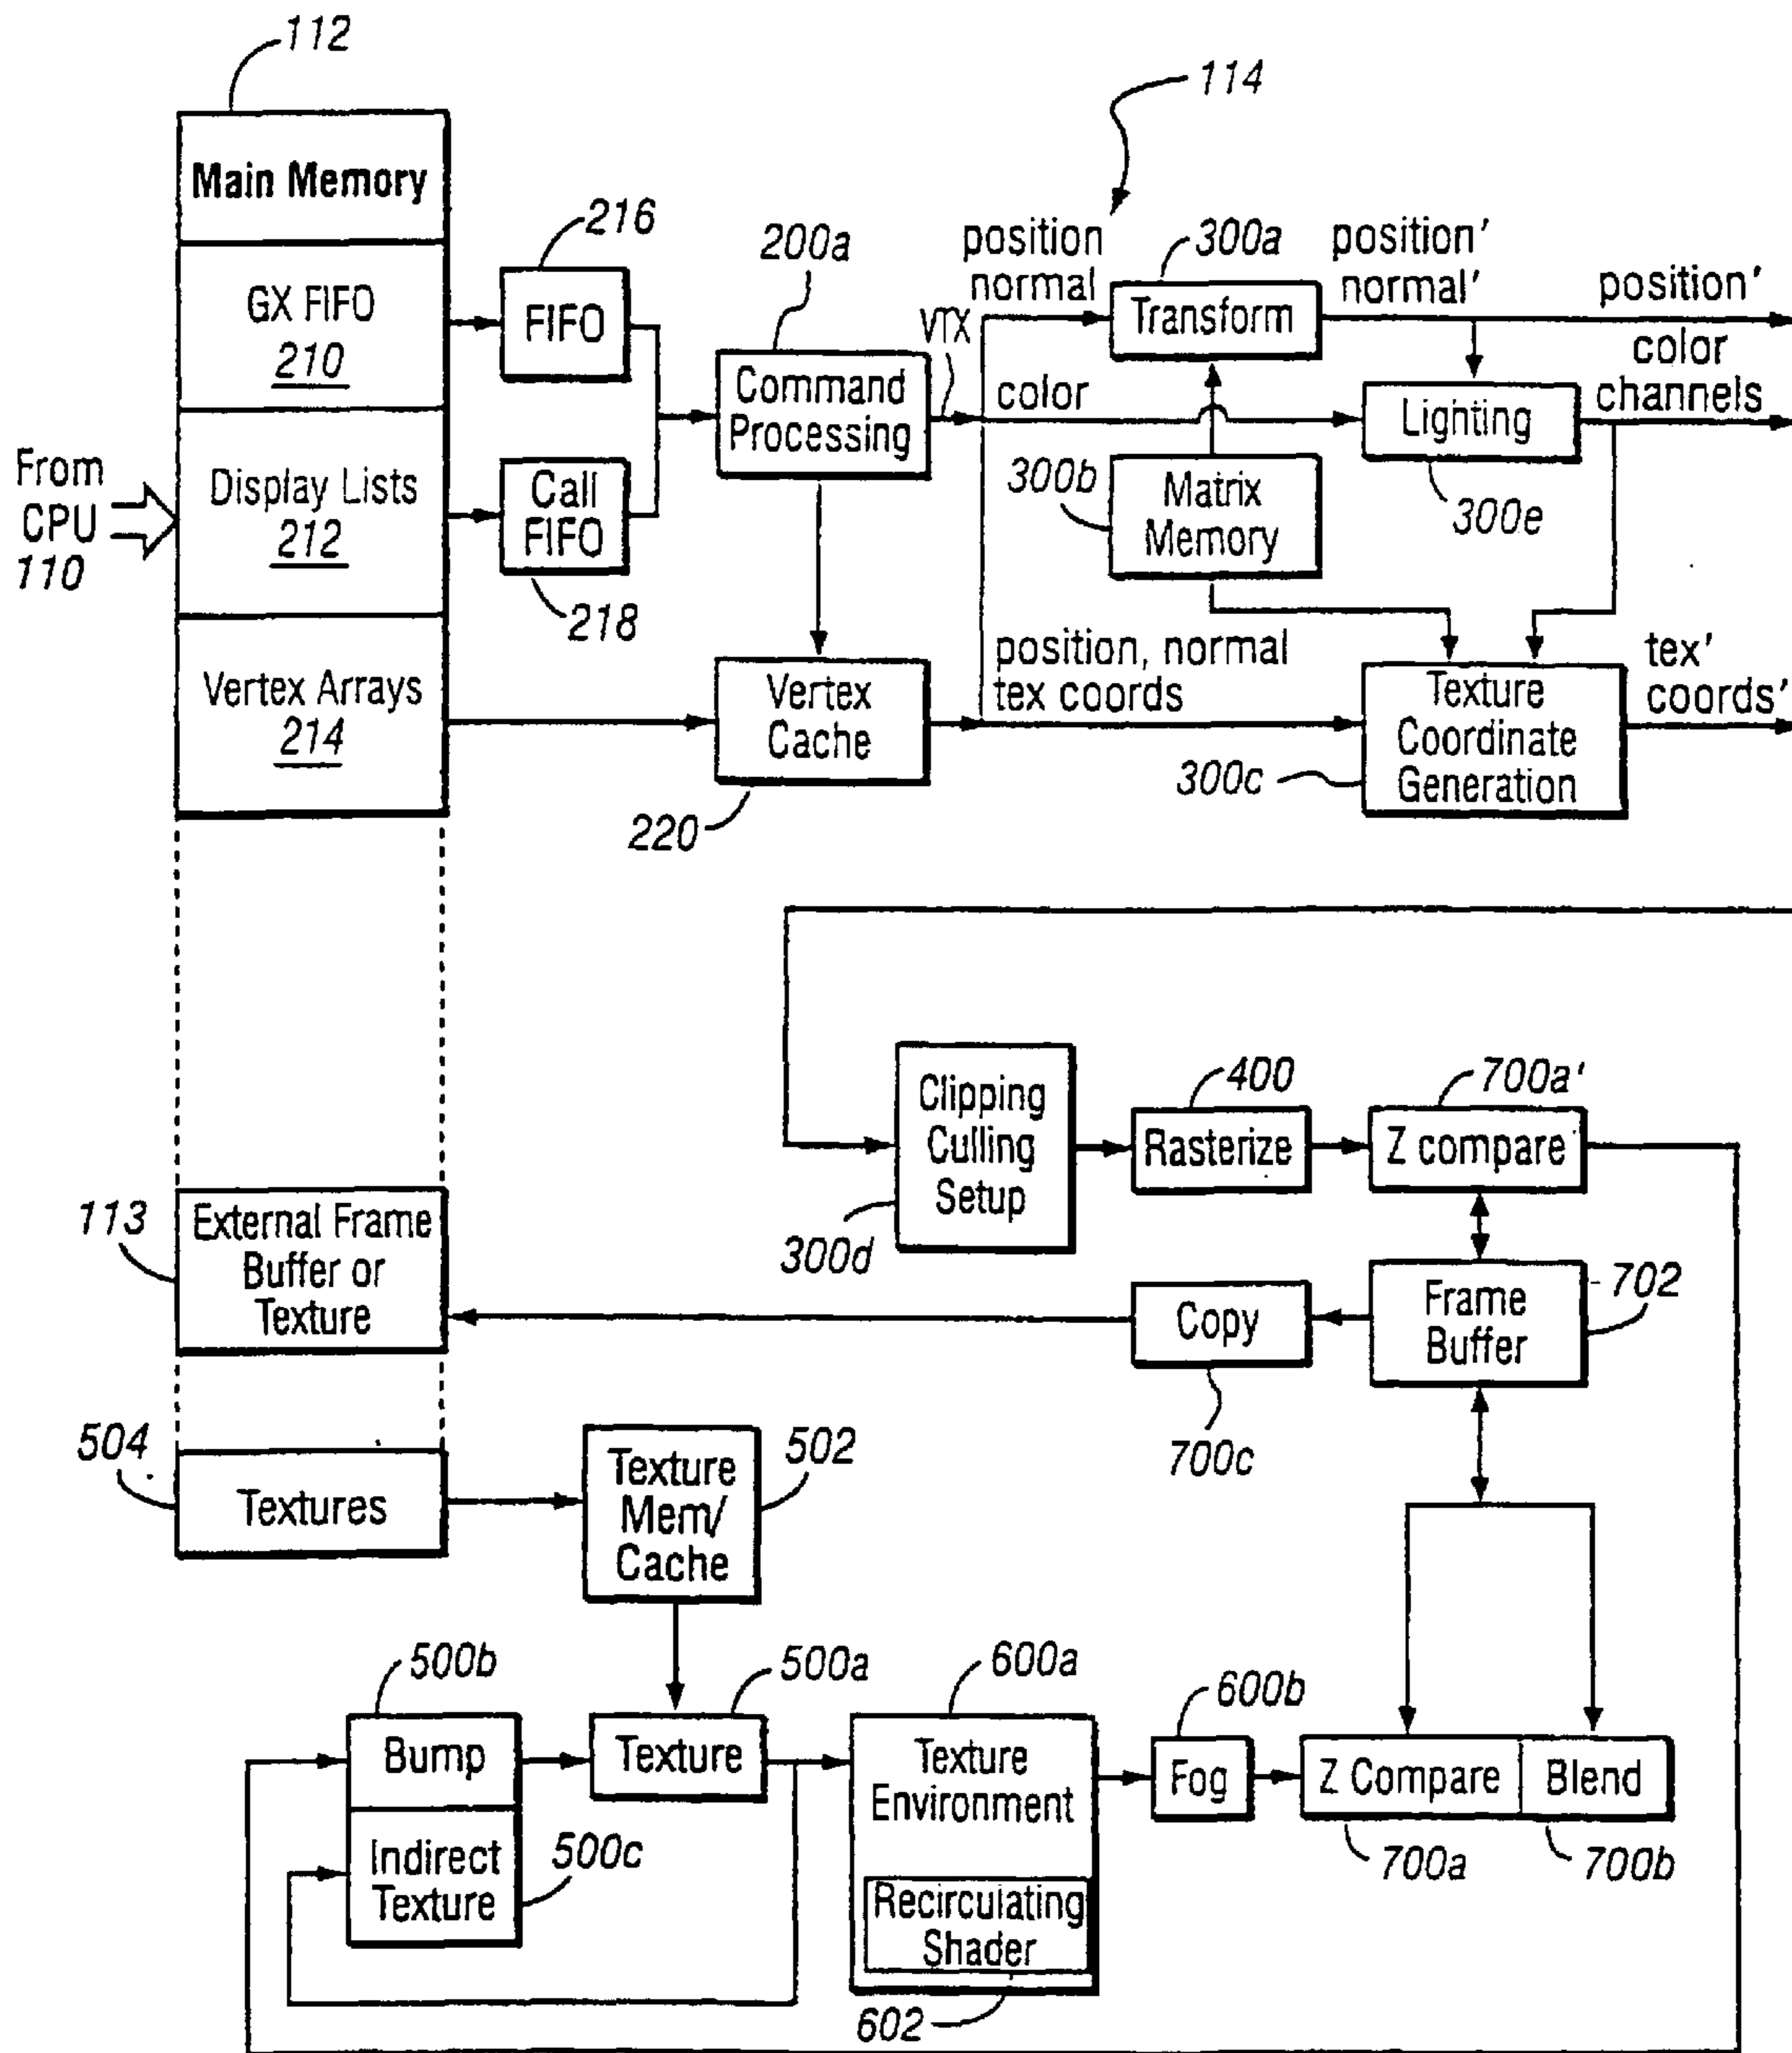 112
114
Main Memory
216
200a
position
normal
300a
position'
normal'
position'
GX FIFO
210
FIFO
VTX
Transform
color
channels
Command
Processing
color
Lighting
From
CPU
110
Display Lists
212
Call
FIFO
218
300b
Matrix
Memory
300e
Vertex Arrays
214
Vertex
Cache
220
position, normal
tex coords
Texture
Coordinate
Generation
300c
tex'
coords'
Clipping
Culling
Setup
300d
400
Rasterize
700a'
Z compare
113
External Frame
Buffer or
Texture
Copy
700c
Frame
Buffer
702
504
Textures
Texture
Mem/
Cache
502
500b
500a
600a
600b
Bump
Texture
Texture
Environment
Fog
Z Compare
Blend
Indirect
Texture
500c
700a
700b
Recirculating
Shader
602